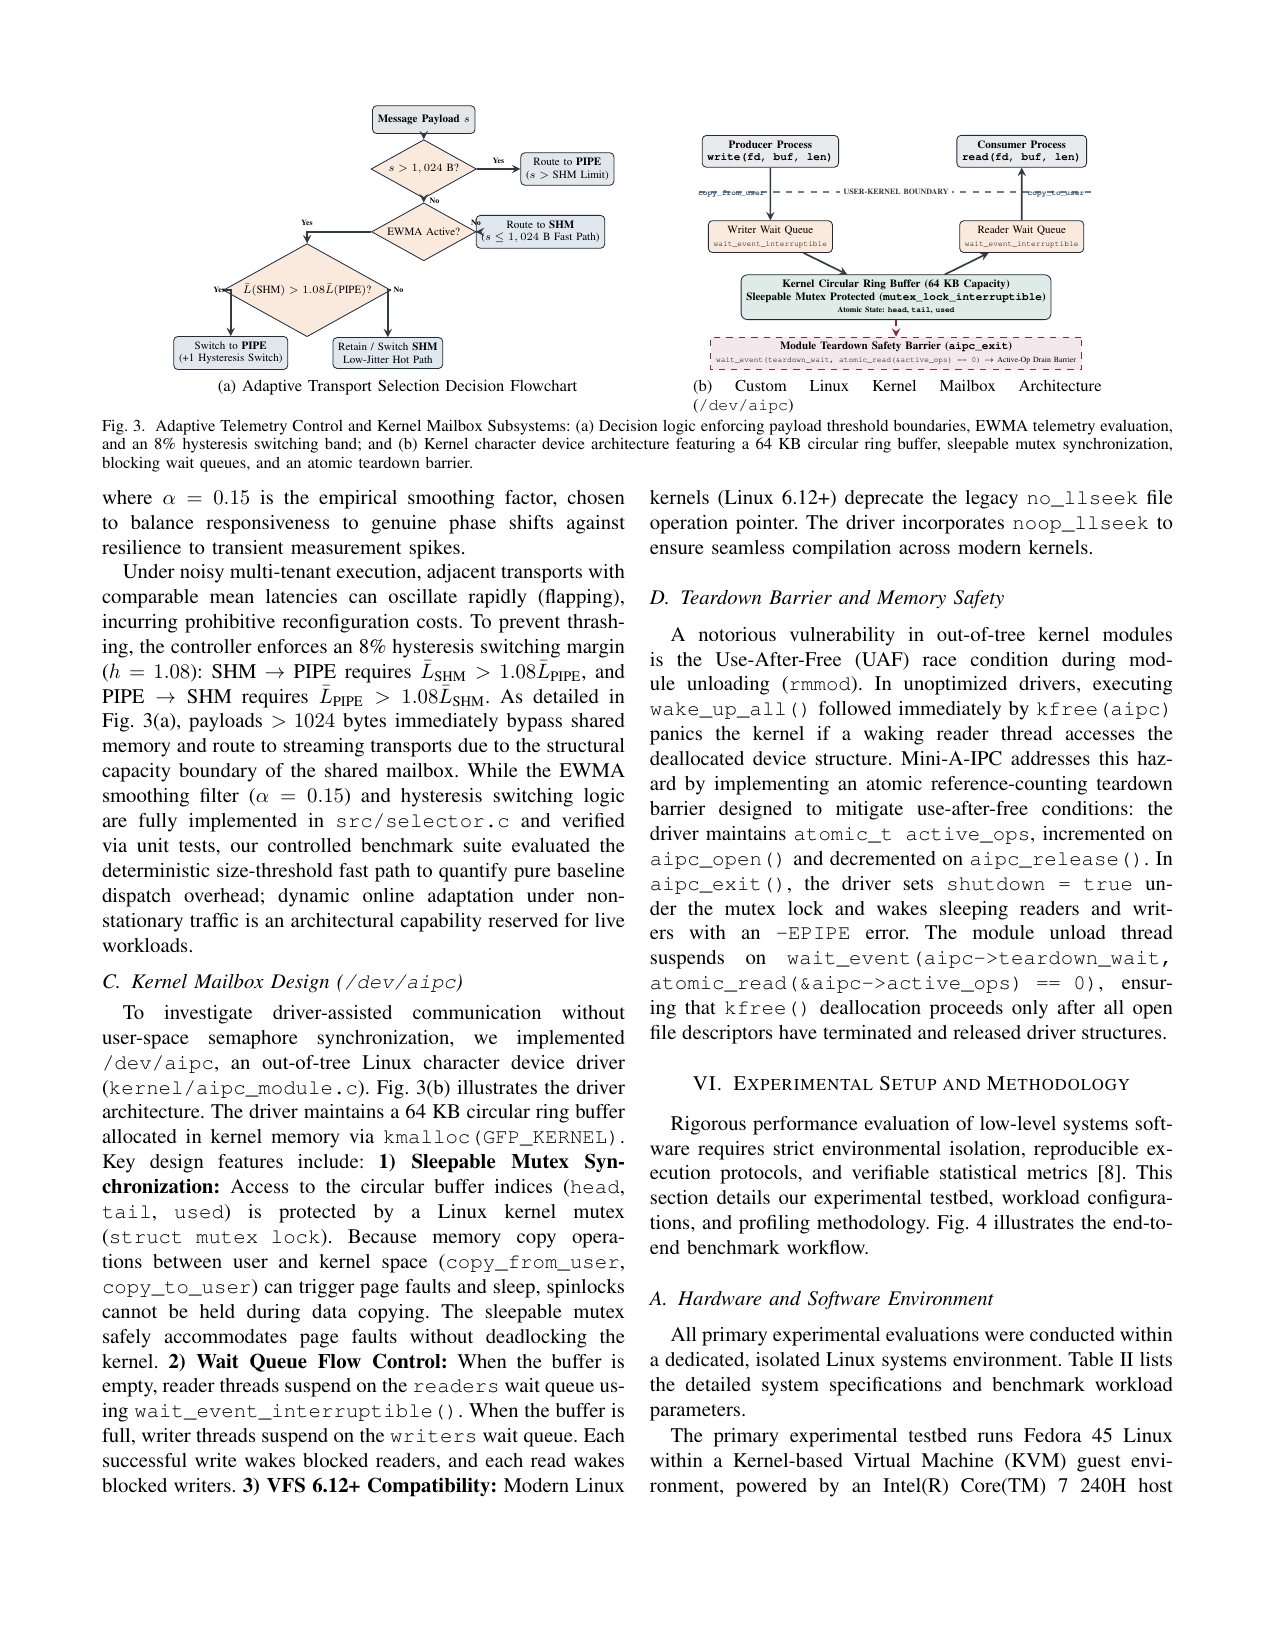 Message Payload s
s > 1, 024 B?
Yes
Route to PIPE
(s > SHM Limit)
No
EWMA Active?
No
Route to SHM
(s ≤ 1, 024 B Fast Path)
Yes
L̄(SHM) > 1.08L̄(PIPE)?
Yes
No
Switch to PIPE
(+1 Hysteresis Switch)
Retain / Switch SHM
Low-Jitter Hot Path
(a) Adaptive Transport Selection Decision Flowchart
Producer Process
write(fd, buf, len)
Consumer Process
read(fd, buf, len)
copy_from_user
USER-KERNEL BOUNDARY
copy_to_user
Writer Wait Queue
wait_event_interruptible
Reader Wait Queue
wait_event_interruptible
Kernel Circular Ring Buffer (64 KB Capacity)
Sleepable Mutex Protected (mutex_lock_interruptible)
Atomic State: head, tail, used
Module Teardown Safety Barrier (aipc_exit)
wait_event(teardown_wait, atomic_read(&active_ops) == 0) → Active-Op Drain Barrier
(b) Custom Linux Kernel Mailbox Architecture
(/dev/aipc)
Fig. 3. Adaptive Telemetry Control and Kernel Mailbox Subsystems: (a) Decision logic enforcing payload threshold boundaries, EWMA telemetry evaluation,
and an 8% hysteresis switching band; and (b) Kernel character device architecture featuring a 64 KB circular ring buffer, sleepable mutex synchronization,
blocking wait queues, and an atomic teardown barrier.
where α = 0.15 is the empirical smoothing factor, chosen
to balance responsiveness to genuine phase shifts against
resilience to transient measurement spikes.
Under noisy multi-tenant execution, adjacent transports with
comparable mean latencies can oscillate rapidly (flapping),
incurring prohibitive reconfiguration costs. To prevent thrash-
ing, the controller enforces an 8% hysteresis switching margin
(h = 1.08): SHM → PIPE requires L̄SHM > 1.08L̄PIPE, and
PIPE → SHM requires L̄PIPE > 1.08L̄SHM. As detailed in
Fig. 3(a), payloads > 1024 bytes immediately bypass shared
memory and route to streaming transports due to the structural
capacity boundary of the shared mailbox. While the EWMA
smoothing filter (α = 0.15) and hysteresis switching logic
are fully implemented in src/selector.c and verified
via unit tests, our controlled benchmark suite evaluated the
deterministic size-threshold fast path to quantify pure baseline
dispatch overhead; dynamic online adaptation under non-
stationary traffic is an architectural capability reserved for live
workloads.
C. Kernel Mailbox Design (/dev/aipc)
To investigate driver-assisted communication without
user-space semaphore synchronization, we implemented
/dev/aipc, an out-of-tree Linux character device driver
(kernel/aipc_module.c). Fig. 3(b) illustrates the driver
architecture. The driver maintains a 64 KB circular ring buffer
allocated in kernel memory via kmalloc(GFP_KERNEL).
Key design features include: 1) Sleepable Mutex Syn-
chronization: Access to the circular buffer indices (head,
tail, used) is protected by a Linux kernel mutex
(struct mutex lock). Because memory copy opera-
tions between user and kernel space (copy_from_user,
copy_to_user) can trigger page faults and sleep, spinlocks
cannot be held during data copying. The sleepable mutex
safely accommodates page faults without deadlocking the
kernel. 2) Wait Queue Flow Control: When the buffer is
empty, reader threads suspend on the readers wait queue us-
ing wait_event_interruptible(). When the buffer is
full, writer threads suspend on the writers wait queue. Each
successful write wakes blocked readers, and each read wakes
blocked writers. 3) VFS 6.12+ Compatibility: Modern Linux
kernels (Linux 6.12+) deprecate the legacy no_llseek file
operation pointer. The driver incorporates noop_llseek to
ensure seamless compilation across modern kernels.
D. Teardown Barrier and Memory Safety
A notorious vulnerability in out-of-tree kernel modules
is the Use-After-Free (UAF) race condition during mod-
ule unloading (rmmod). In unoptimized drivers, executing
wake_up_all() followed immediately by kfree(aipc)
panics the kernel if a waking reader thread accesses the
deallocated device structure. Mini-A-IPC addresses this haz-
ard by implementing an atomic reference-counting teardown
barrier designed to mitigate use-after-free conditions: the
driver maintains atomic_t active_ops, incremented on
aipc_open() and decremented on aipc_release(). In
aipc_exit(), the driver sets shutdown = true un-
der the mutex lock and wakes sleeping readers and writ-
ers with an -EPIPE error. The module unload thread
suspends on wait_event(aipc->teardown_wait,
atomic_read(&aipc->active_ops) == 0), ensur-
ing that kfree() deallocation proceeds only after all open
file descriptors have terminated and released driver structures.
VI. EXPERIMENTAL SETUP AND METHODOLOGY
Rigorous performance evaluation of low-level systems soft-
ware requires strict environmental isolation, reproducible ex-
ecution protocols, and verifiable statistical metrics [8]. This
section details our experimental testbed, workload configura-
tions, and profiling methodology. Fig. 4 illustrates the end-to-
end benchmark workflow.
A. Hardware and Software Environment
All primary experimental evaluations were conducted within
a dedicated, isolated Linux systems environment. Table II lists
the detailed system specifications and benchmark workload
parameters.
The primary experimental testbed runs Fedora 45 Linux
within a Kernel-based Virtual Machine (KVM) guest envi-
ronment, powered by an Intel(R) Core(TM) 7 240H host